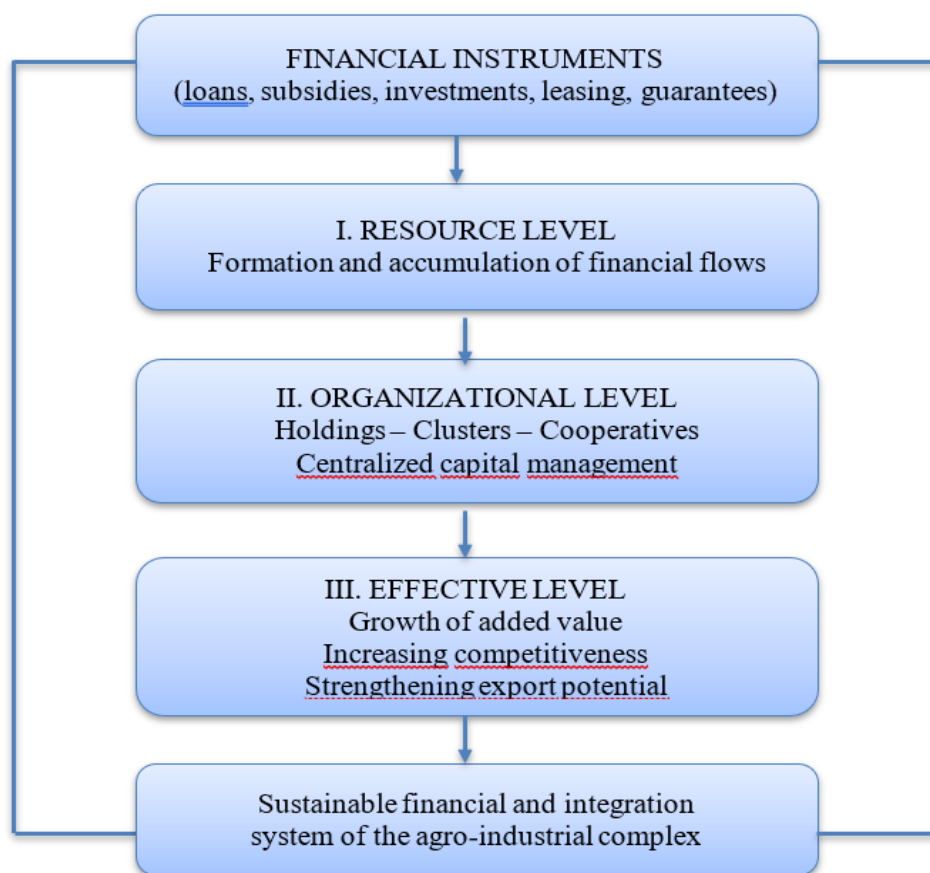 FINANCIAL INSTRUMENTS
(loans, subsidies, investments, leasing, guarantees)
I. RESOURCE LEVEL
Formation and accumulation of financial flows
II. ORGANIZATIONAL LEVEL
Holdings – Clusters – Cooperatives
Centralized capital management
III. EFFECTIVE LEVEL
Growth of added value
Increasing competitiveness
Strengthening export potential
Sustainable financial and integration
system of the agro-industrial complex